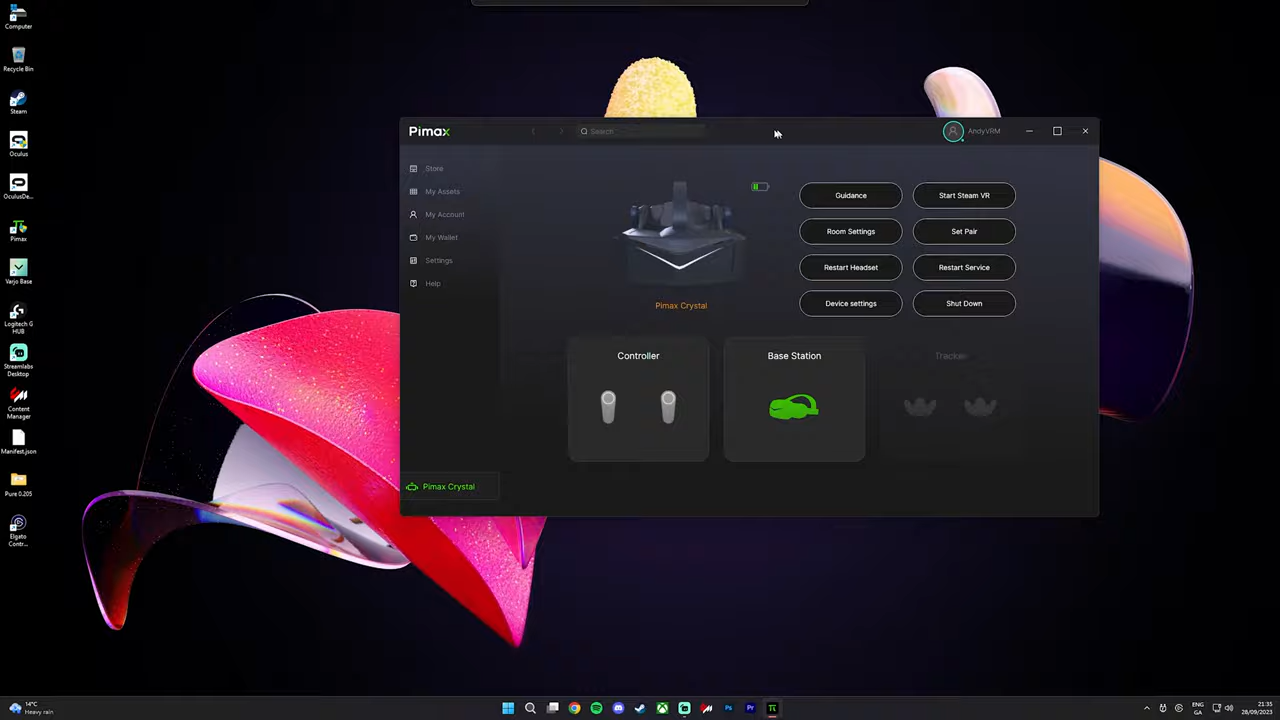 Computer
Recycle Bin
Steam
Oculus
OculusDe...
Pimax
Varjo Base
Logitech G
HUB
Streamlabs
Desktop
Content
Manager
Manifest.json
Pure 0.205
Elgato
Contr...
Pimax
Search
AndyVRM
Store
My Assets
My Account
My Wallet
Settings
Help
Pimax Crystal
Pimax Crystal
Guidance
Start Steam VR
Room Settings
Set Pair
Restart Headset
Restart Service
Device settings
Shut Down
Controller
Base Station
Tracker
14°C
Heavy rain
Ps
Pr
ENG
GA
21:35
28/09/2023